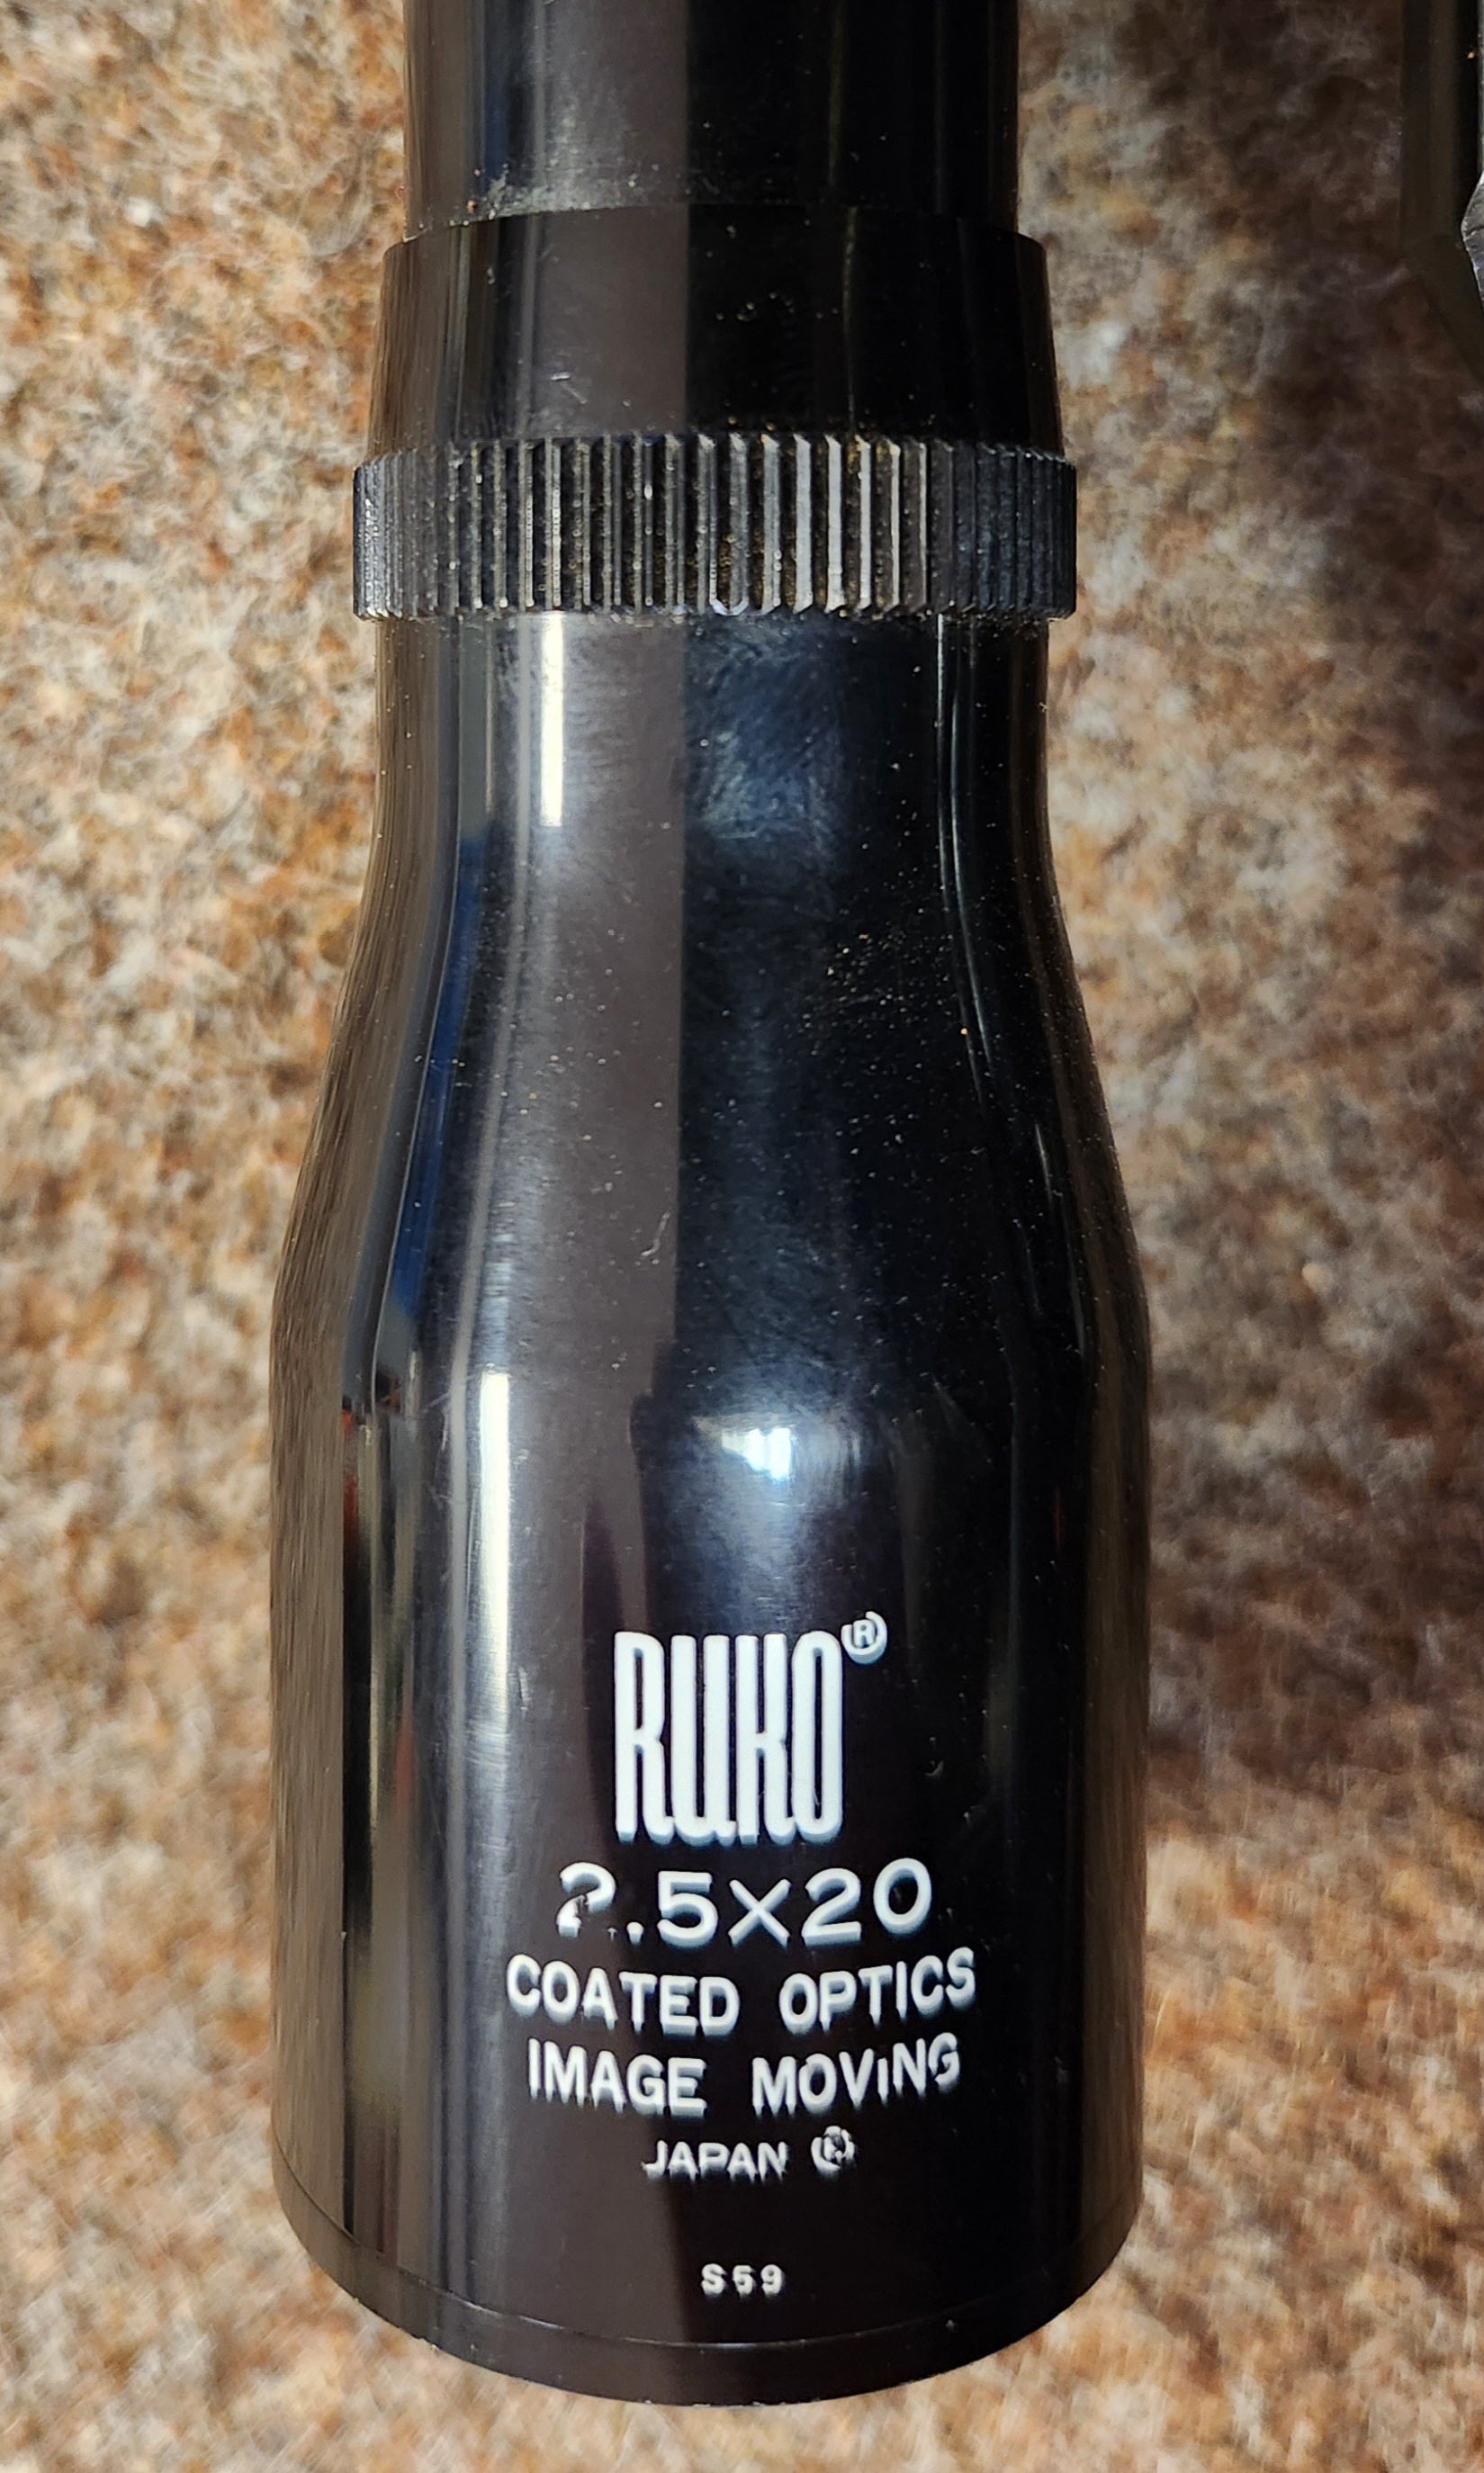 RUKO®
2.5×20
COATED OPTICS
IMAGE MOVING
JAPAN
S59